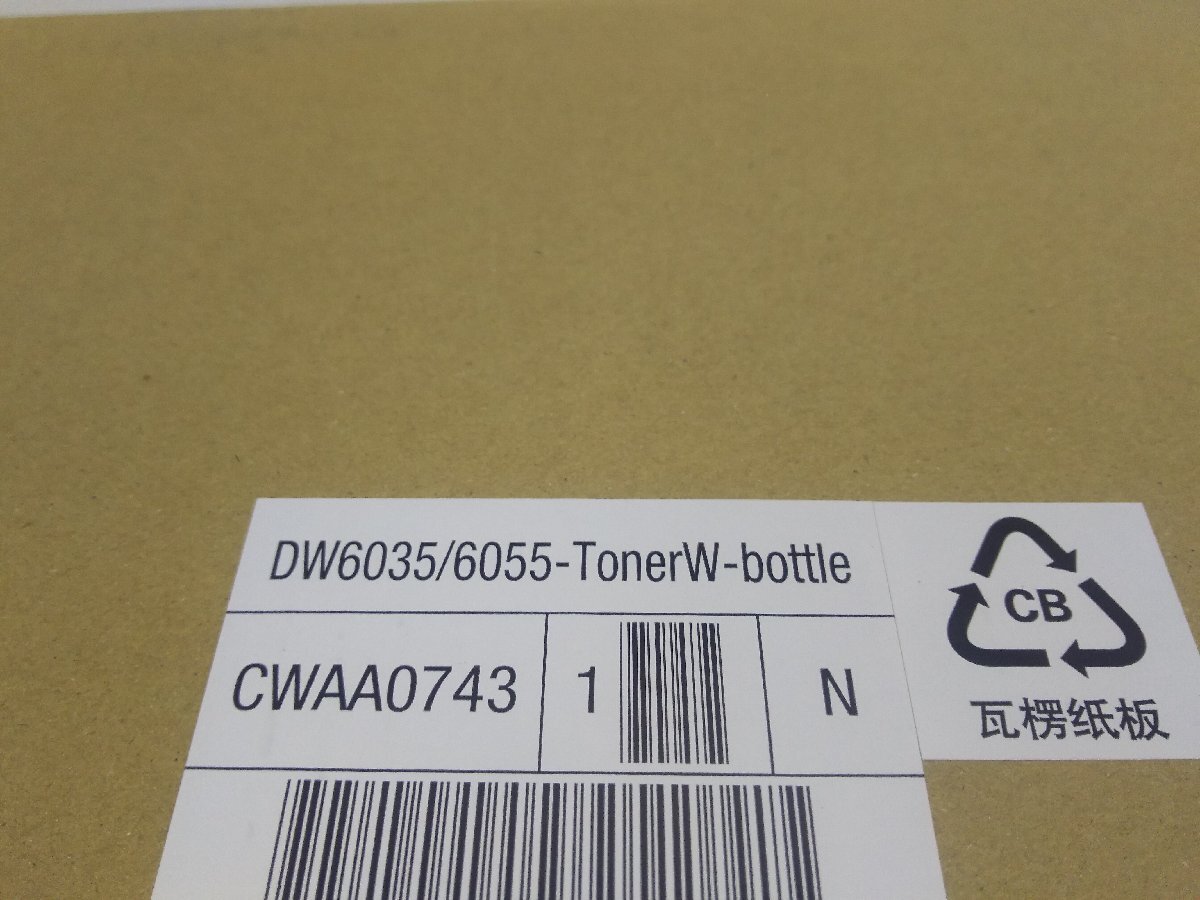 DW6035/6055-TonerW-bottle
CWAA0743 1 N
CB
瓦楞纸板